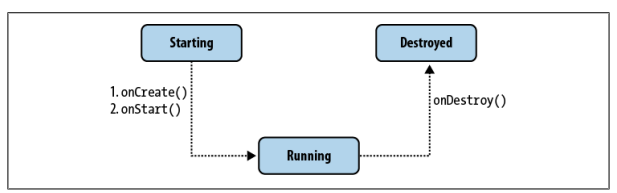 Starting
Destroyed
1. onCreate()
2. onStart()
onDestroy()
Running